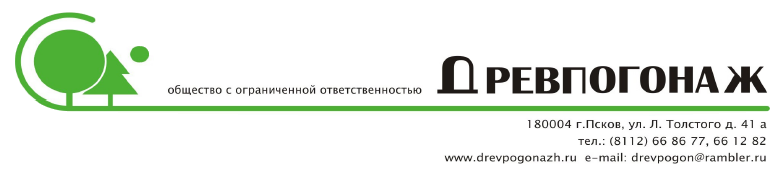 общество с ограниченной ответственностью ДРЕВПОГОНАЖ
180004 г.Псков, ул. Л. Толстого д. 41 а
тел.: (8112) 66 86 77, 66 12 82
www.drevpogonazh.ru e-mail: drevpogon@rambler.ru